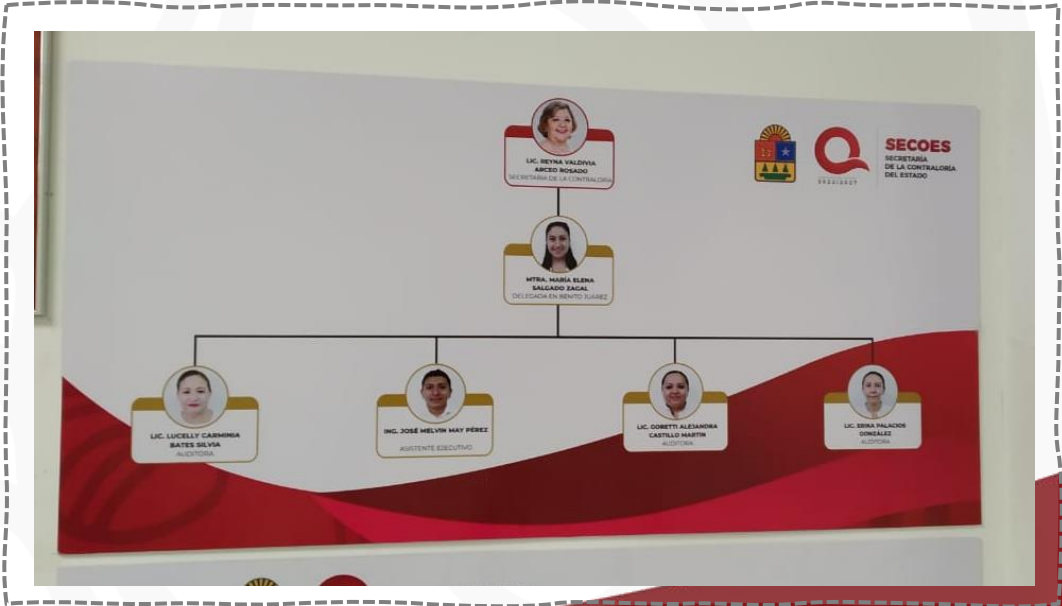 LIC. REYNA VALDIVIA
ARCEO ROSADO
SECRETARIA DE LA CONTRALORÍA
SECOES
SECRETARÍA
DE LA CONTRALORÍA
DEL ESTADO
MTRA. MARÍA ELENA
SALGADO ZAGAL
DELEGADA EN BENITO JUÁREZ
LIC. LUCELLY CARMINIA
BATES SILVIA
AUDITORA
ING. JOSÉ MELVIN MAY PÉREZ
ASISTENTE EJECUTIVO
LIC. GORETTI ALEJANDRA
CASTILLO MARTIN
AUDITORA
LIC. ERIKA PALACIOS
GONZÁLEZ
AUDITORA